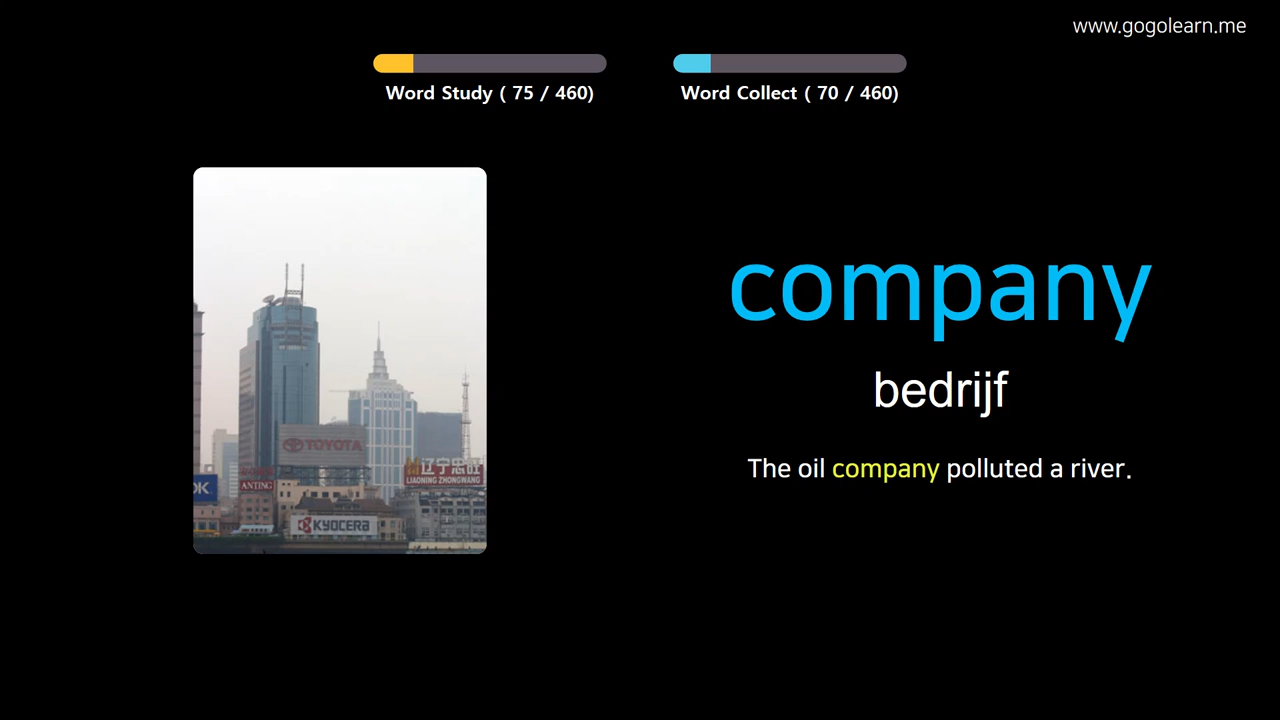 www.gogolearn.me
Word Study ( 75 / 460)
Word Collect ( 70 / 460)
company
bedrijf
The oil company polluted a river.
TOYOTA
LIAONING ZHONGWANG
ANTING
KYOCERA